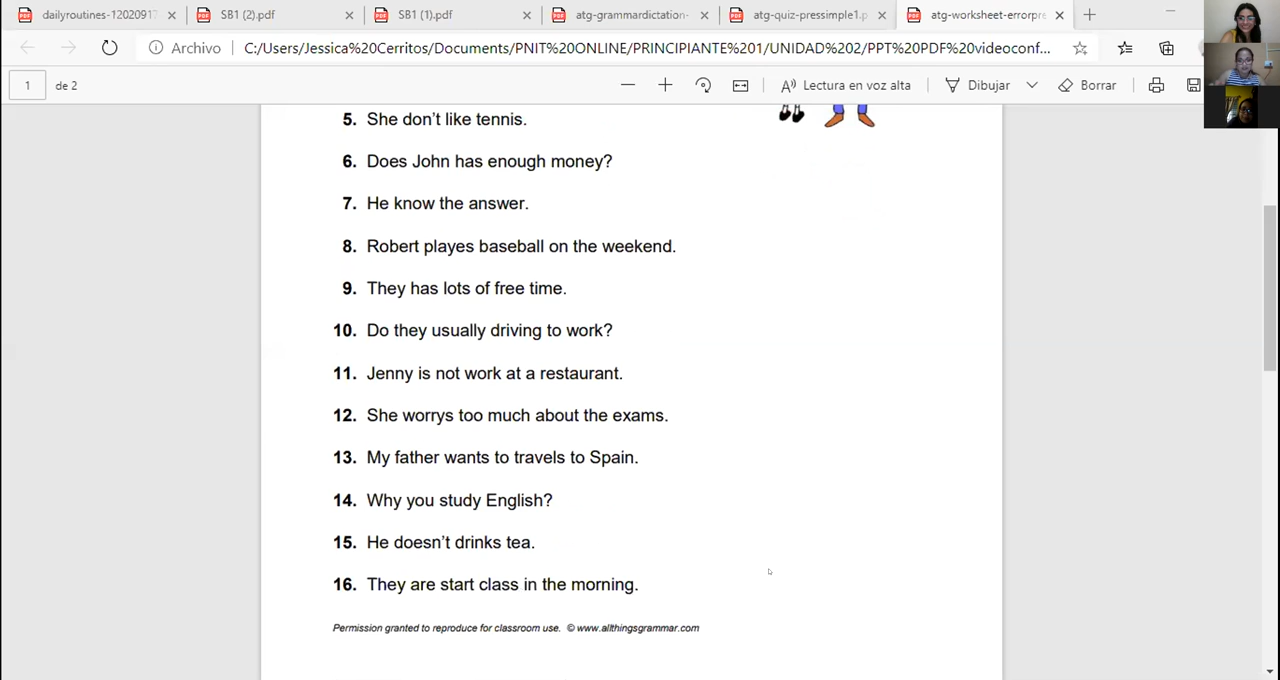 dailyroutines-12020917
SB1 (2).pdf
SB1 (1).pdf
atg-grammardictation-
atg-quiz-pressimple1.p
atg-worksheet-errorpre
Archivo
C:/Users/Jessica%20Cerritos/Documents/PNIT%20ONLINE/PRINCIPIANTE%201/UNIDAD%202/PPT%20PDF%20videoconf...
1 de 2
Lectura en voz alta
Dibujar
Borrar
5. She don't like tennis.
6. Does John has enough money?
7. He know the answer.
8. Robert playes baseball on the weekend.
9. They has lots of free time.
10. Do they usually driving to work?
11. Jenny is not work at a restaurant.
12. She worrys too much about the exams.
13. My father wants to travels to Spain.
14. Why you study English?
15. He doesn't drinks tea.
16. They are start class in the morning.
Permission granted to reproduce for classroom use. © www.allthingsgrammar.com